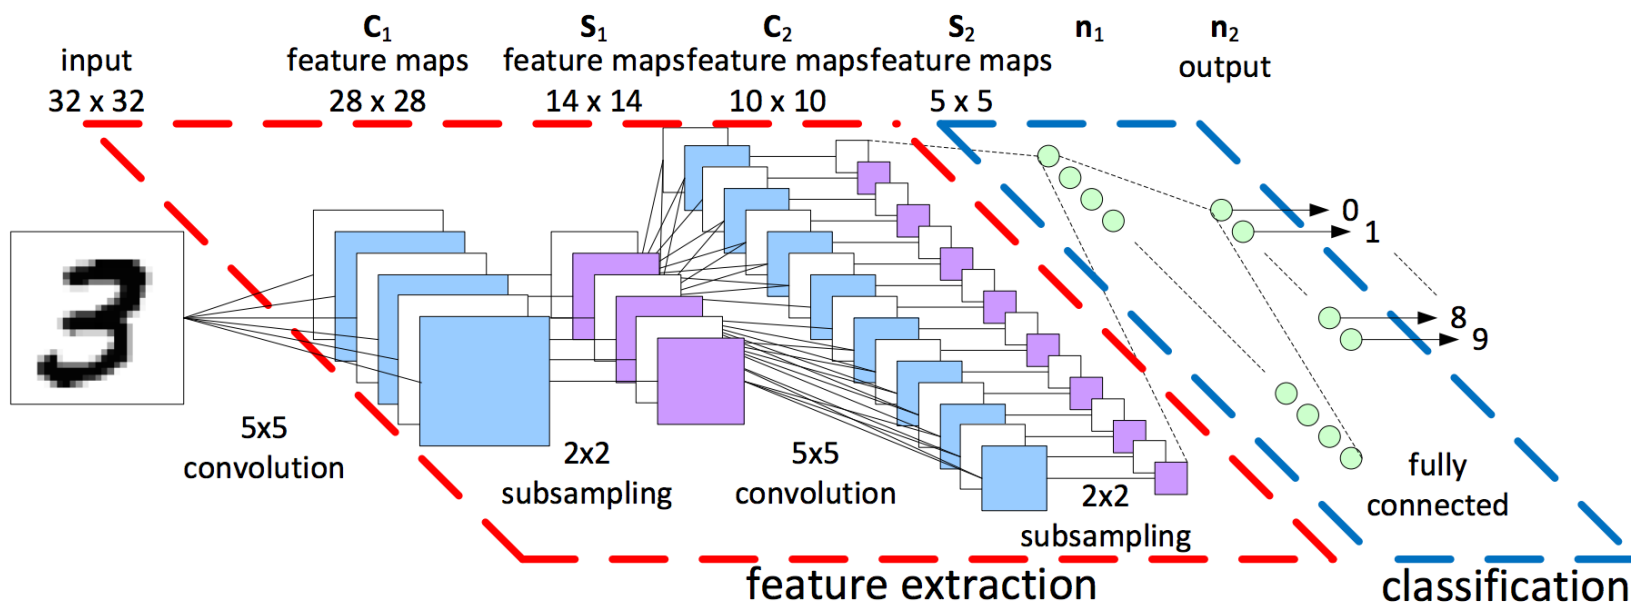 input
32 x 32
C1
feature maps
28 x 28
S1
feature maps
14 x 14
C2
feature maps
10 x 10
S2
feature maps
5 x 5
n1
n2
output
3
0
1
8
9
5x5
convolution
2x2
subsampling
5x5
convolution
2x2
subsampling
fully
connected
feature extraction
classification